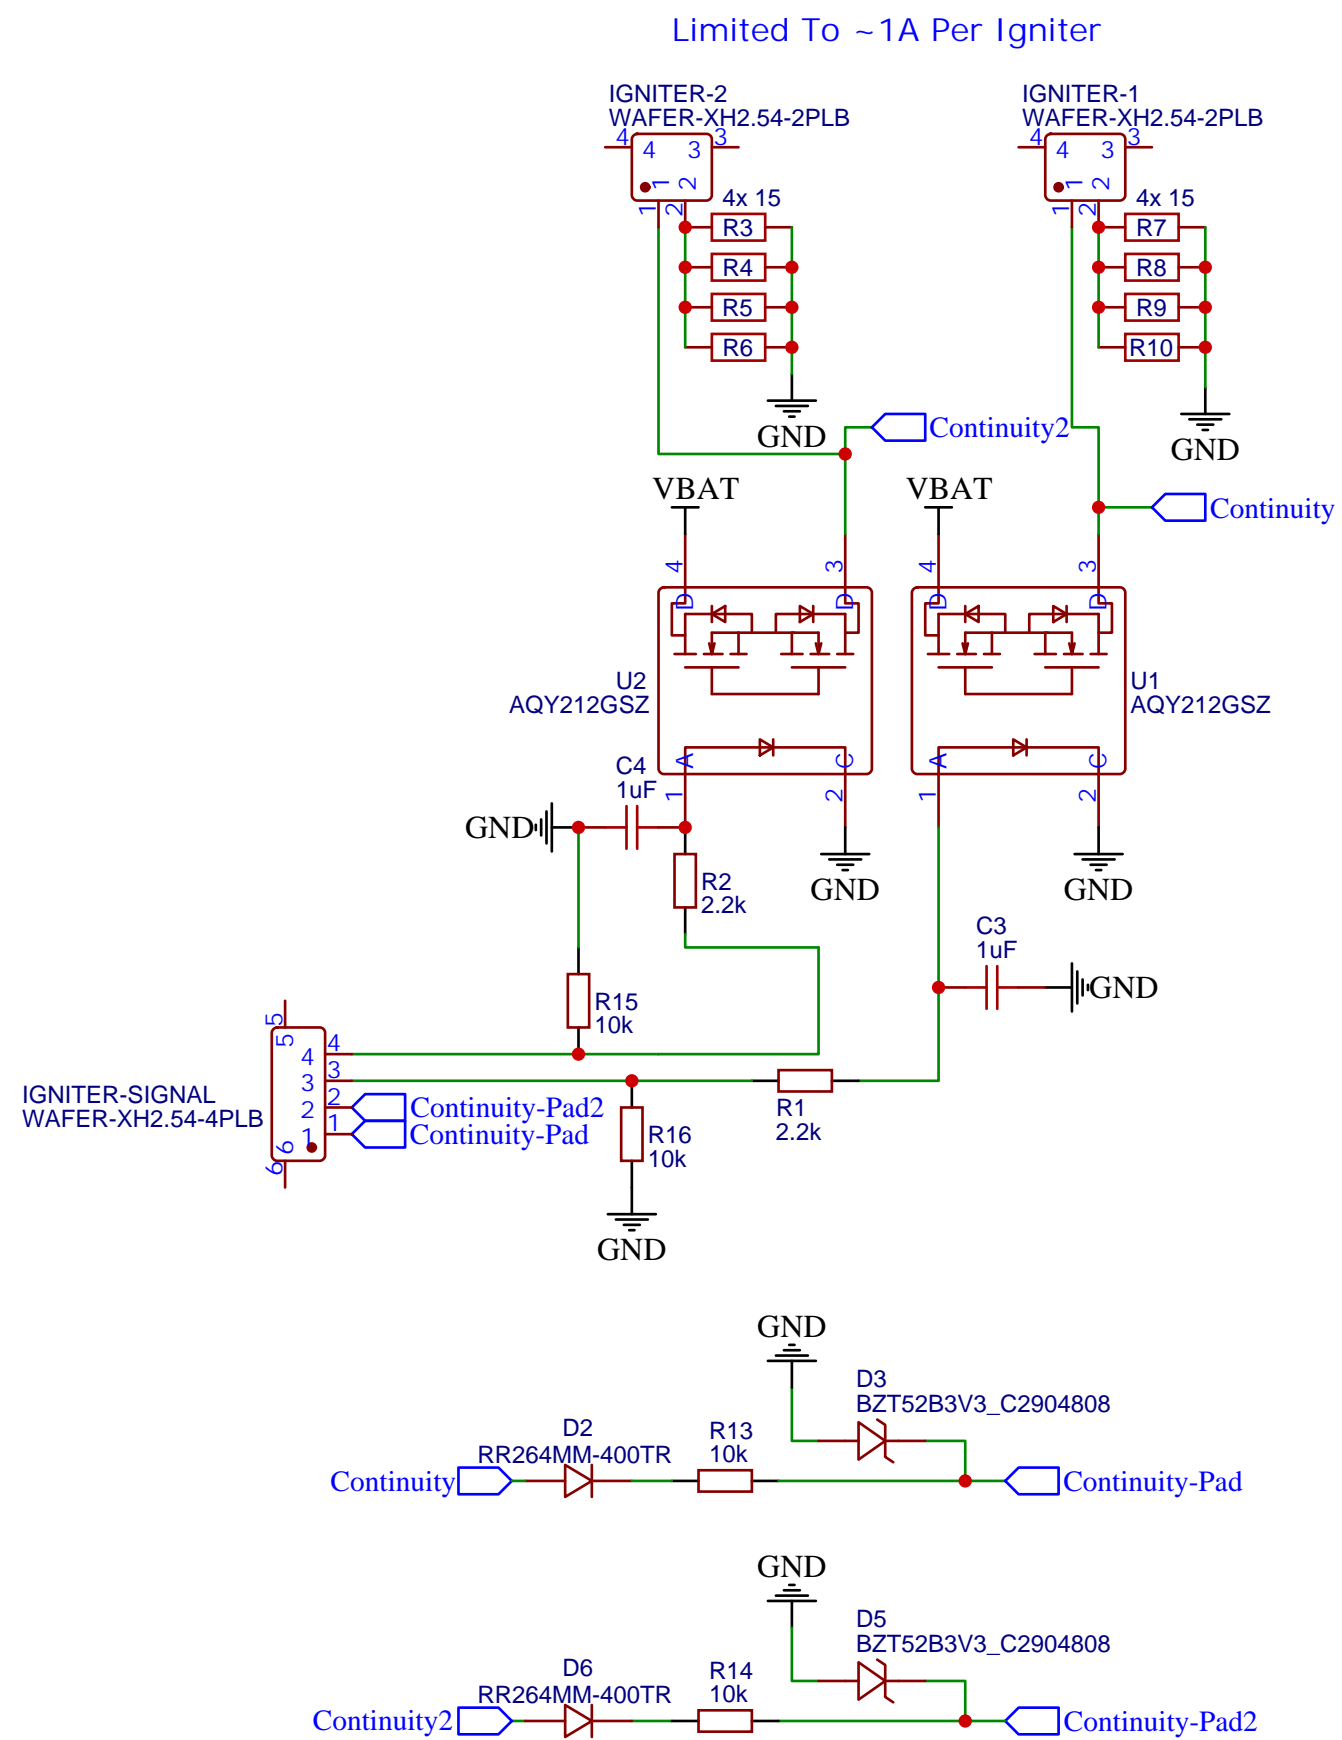 Limited To ~1A Per Igniter
IGNITER-2
WAFER-XH2.54-2PLB
4
4
3
3
1
2
1
2
4x 15
R3
R4
R5
R6
GND
IGNITER-1
WAFER-XH2.54-2PLB
4
4
3
3
1
2
1
2
4x 15
R7
R8
R9
R10
GND
Continuity2
Continuity
VBAT
4
3
D
D
U2
AQY212GSZ
A
C
1
2
VBAT
4
3
D
D
U1
AQY212GSZ
A
C
1
2
C4
1uF
GND
R2
2.2k
GND
GND
C3
1uF
GND
R15
10k
IGNITER-SIGNAL
WAFER-XH2.54-4PLB
5
5
4
4
3
3
2
2
1
1
6
6
Continuity-Pad2
Continuity-Pad
R16
10k
GND
R1
2.2k
GND
D3
BZT52B3V3_C2904808
D2
RR264MM-400TR
R13
10k
Continuity
Continuity-Pad
GND
D5
BZT52B3V3_C2904808
D6
RR264MM-400TR
R14
10k
Continuity2
Continuity-Pad2